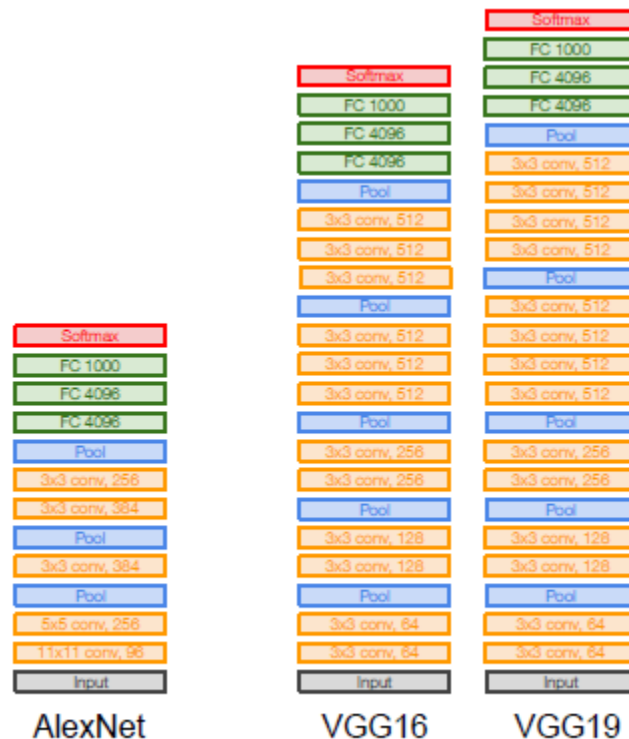 Softmax
FC 1000
FC 4096
FC 4096
Pool
3x3 conv, 256
3x3 conv, 384
Pool
3x3 conv, 384
Pool
5x5 conv, 256
11x11 conv, 96
Input
AlexNet
Softmax
FC 1000
FC 4096
FC 4096
Pool
3x3 conv, 512
3x3 conv, 512
3x3 conv, 512
Pool
3x3 conv, 512
3x3 conv, 512
3x3 conv, 512
Pool
3x3 conv, 256
3x3 conv, 256
Pool
3x3 conv, 128
3x3 conv, 128
Pool
3x3 conv, 64
3x3 conv, 64
Input
VGG16
Softmax
FC 1000
FC 4096
FC 4096
Pool
3x3 conv, 512
3x3 conv, 512
3x3 conv, 512
3x3 conv, 512
Pool
3x3 conv, 512
3x3 conv, 512
3x3 conv, 512
3x3 conv, 512
Pool
3x3 conv, 256
3x3 conv, 256
Pool
3x3 conv, 128
3x3 conv, 128
Pool
3x3 conv, 64
3x3 conv, 64
Input
VGG19